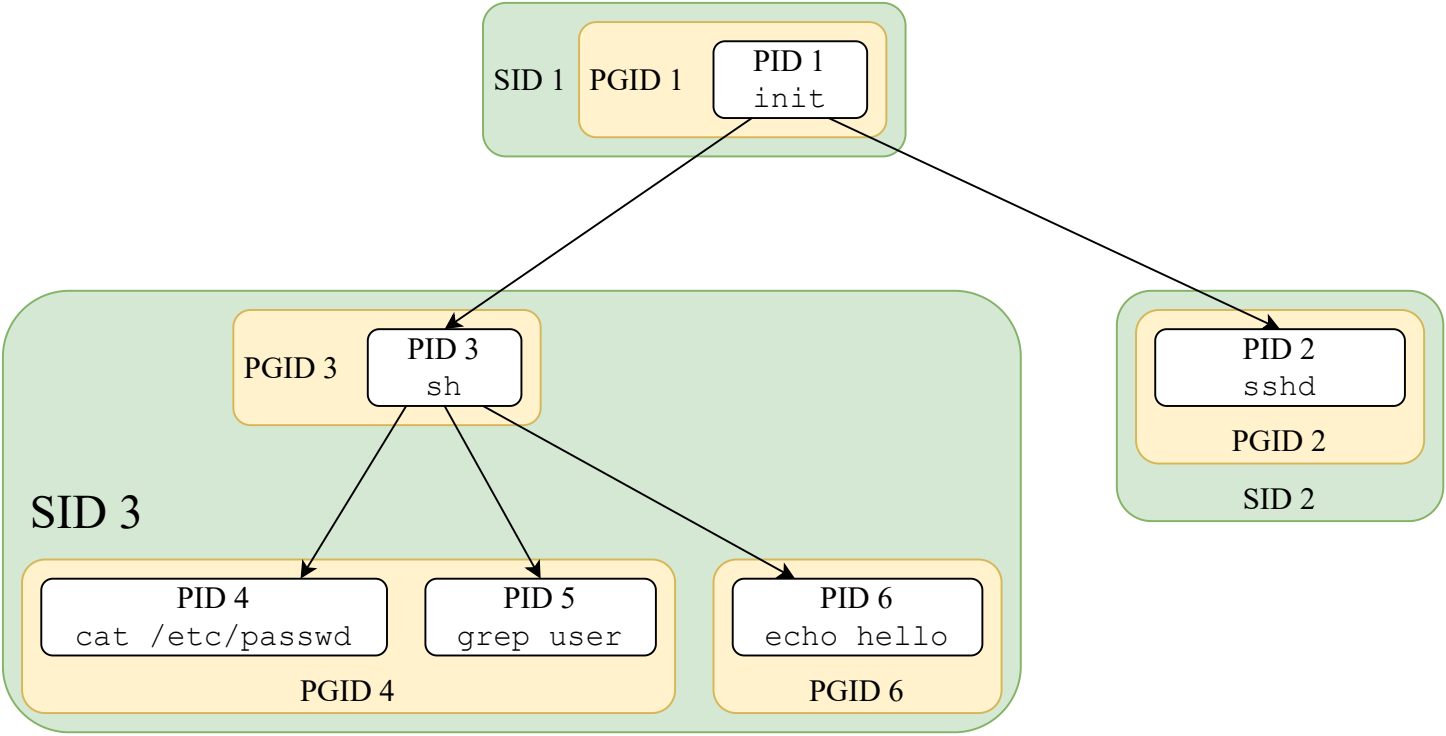 SID 1
PGID 1
PID 1
init
PGID 3
PID 3
sh
PID 2
sshd
PGID 2
SID 2
SID 3
PID 4
cat /etc/passwd
PID 5
grep user
PGID 4
PID 6
echo hello
PGID 6